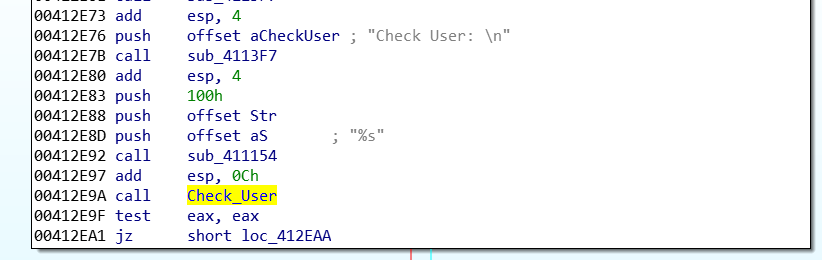 00412E73 add esp, 4
00412E76 push offset aCheckUser ; "Check User: \n"
00412E7B call sub_4113F7
00412E80 add esp, 4
00412E83 push 100h
00412E88 push offset Str
00412E8D push offset aS ; "%s"
00412E92 call sub_411154
00412E97 add esp, 0Ch
00412E9A call Check_User
00412E9F test eax, eax
00412EA1 jz short loc_412EAA